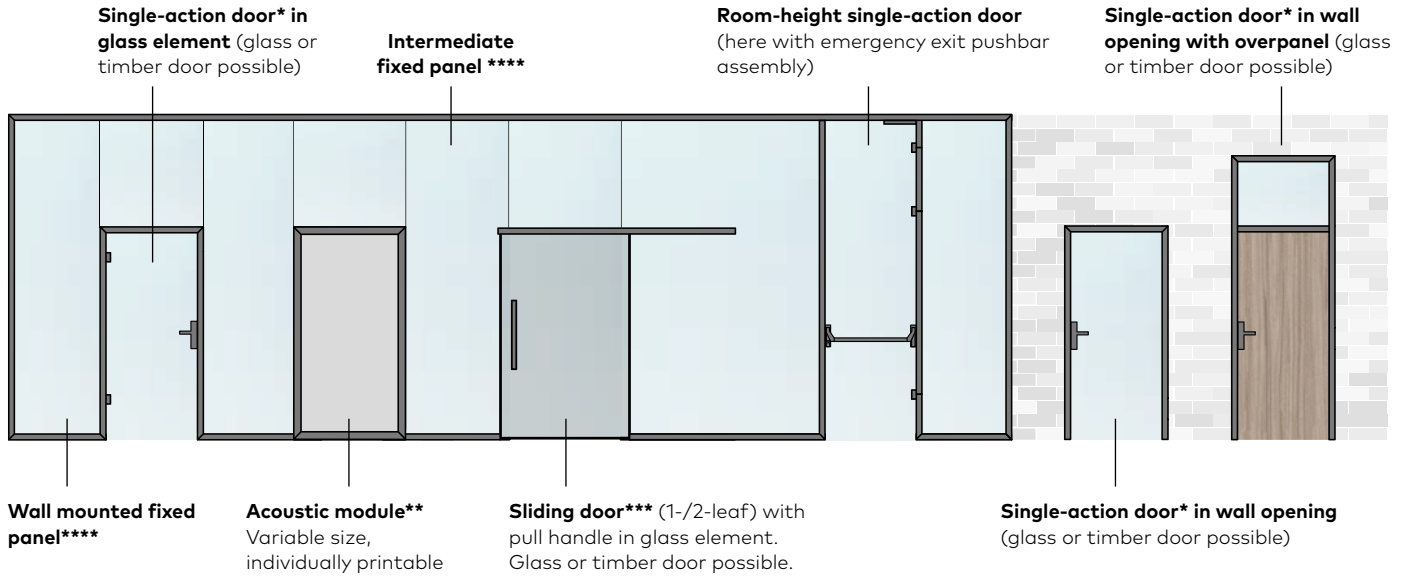 Single-action door* in
glass element (glass or
timber door possible)
Intermediate
fixed panel ****
Room-height single-action door
(here with emergency exit pushbar
assembly)
Single-action door* in wall
opening with overpanel (glass
or timber door possible)
Wall mounted fixed
panel****
Acoustic module**
Variable size,
individually printable
Sliding door*** (1-/2-leaf) with
pull handle in glass element.
Glass or timber door possible.
Single-action door* in wall opening
(glass or timber door possible)